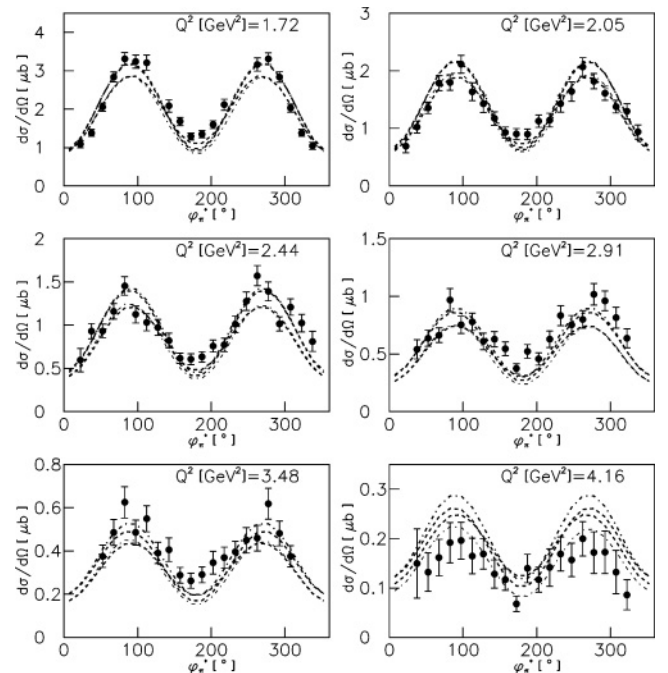 Q² [GeV²]=1.72
dσ/dΩ [μb]
4
3
2
1
0
0 100 200 300
φπ* [°]
Q² [GeV²]=2.05
dσ/dΩ [μb]
3
2
1
0
0 100 200 300
φπ* [°]
Q² [GeV²]=2.44
dσ/dΩ [μb]
2
1.5
1
0.5
0
0 100 200 300
φπ* [°]
Q² [GeV²]=2.91
dσ/dΩ [μb]
1.5
1
0.5
0
0 100 200 300
φπ* [°]
Q² [GeV²]=3.48
dσ/dΩ [μb]
0.8
0.6
0.4
0.2
0
0 100 200 300
φπ* [°]
Q² [GeV²]=4.16
dσ/dΩ [μb]
0.3
0.2
0.1
0
0 100 200 300
φπ* [°]